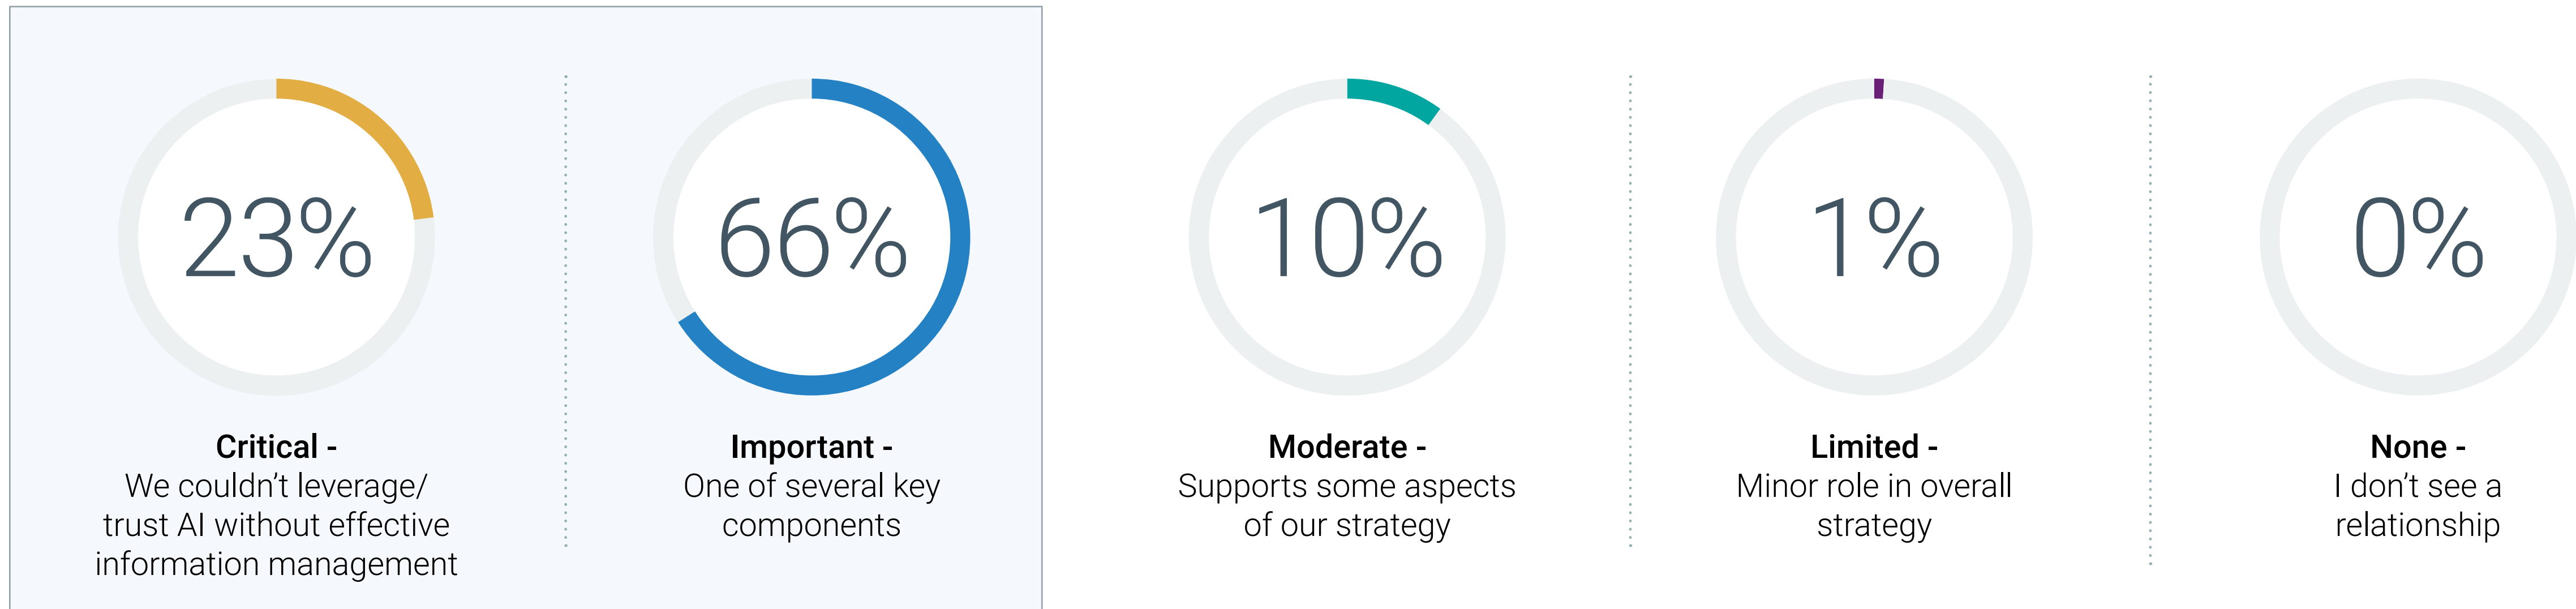 23%
Critical -
We couldn’t leverage/
trust AI without effective
information management
66%
Important -
One of several key
components
10%
Moderate -
Supports some aspects
of our strategy
1%
Limited -
Minor role in overall
strategy
0%
None -
I don’t see a
relationship